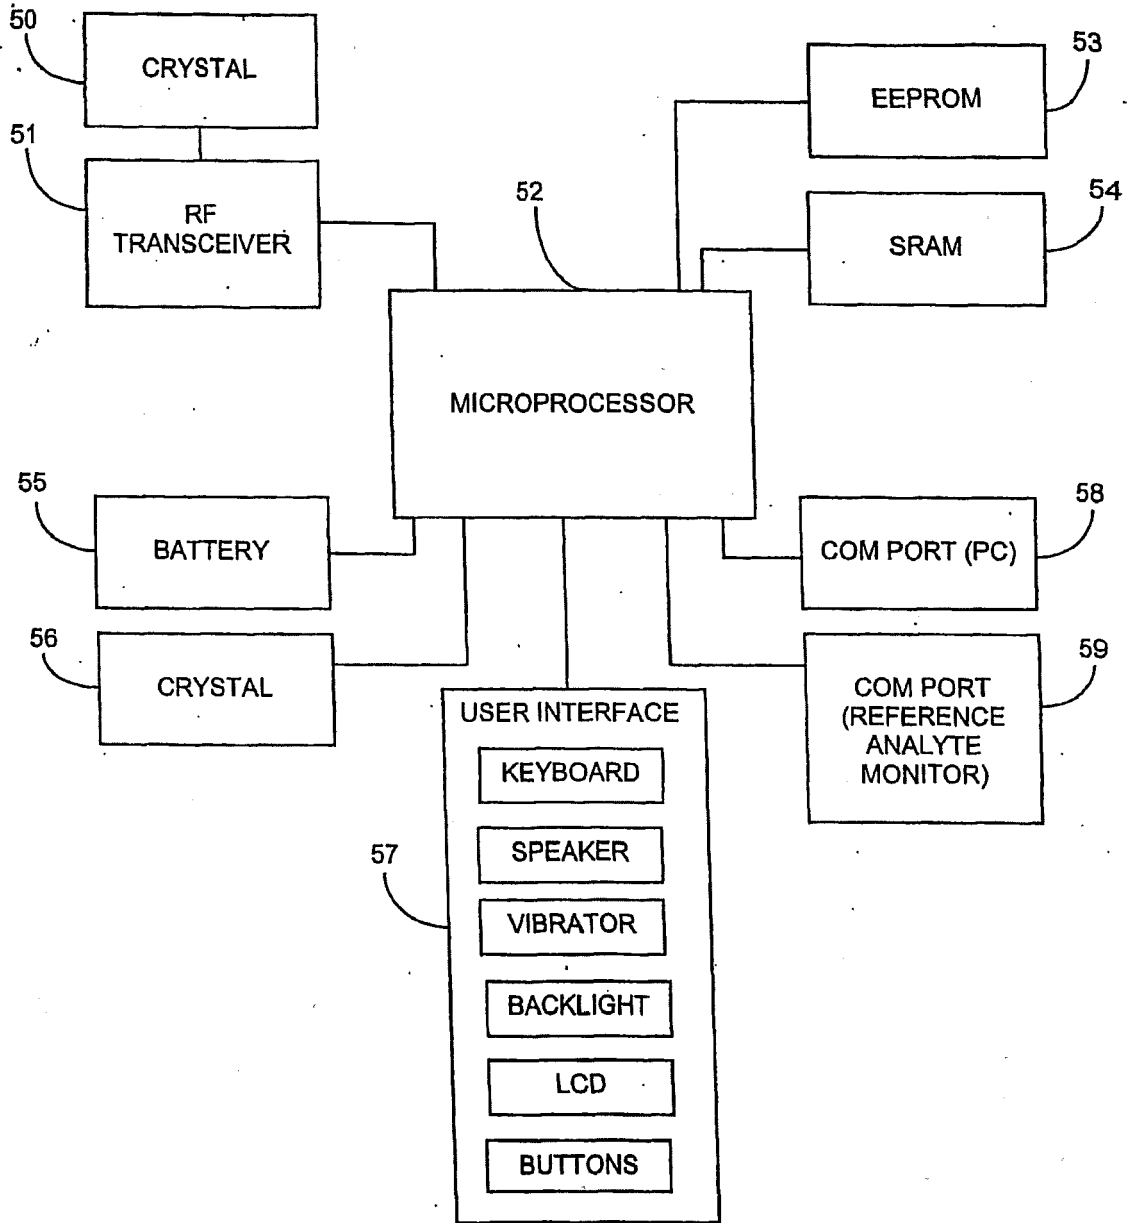 50
CRYSTAL
51
RF
TRANSCEIVER
52
53
EEPROM
54
SRAM
MICROPROCESSOR
55
BATTERY
56
CRYSTAL
58
COM PORT (PC)
59
COM PORT
(REFERENCE
ANALYTE
MONITOR)
57
USER INTERFACE
KEYBOARD
SPEAKER
VIBRATOR
BACKLIGHT
LCD
BUTTONS